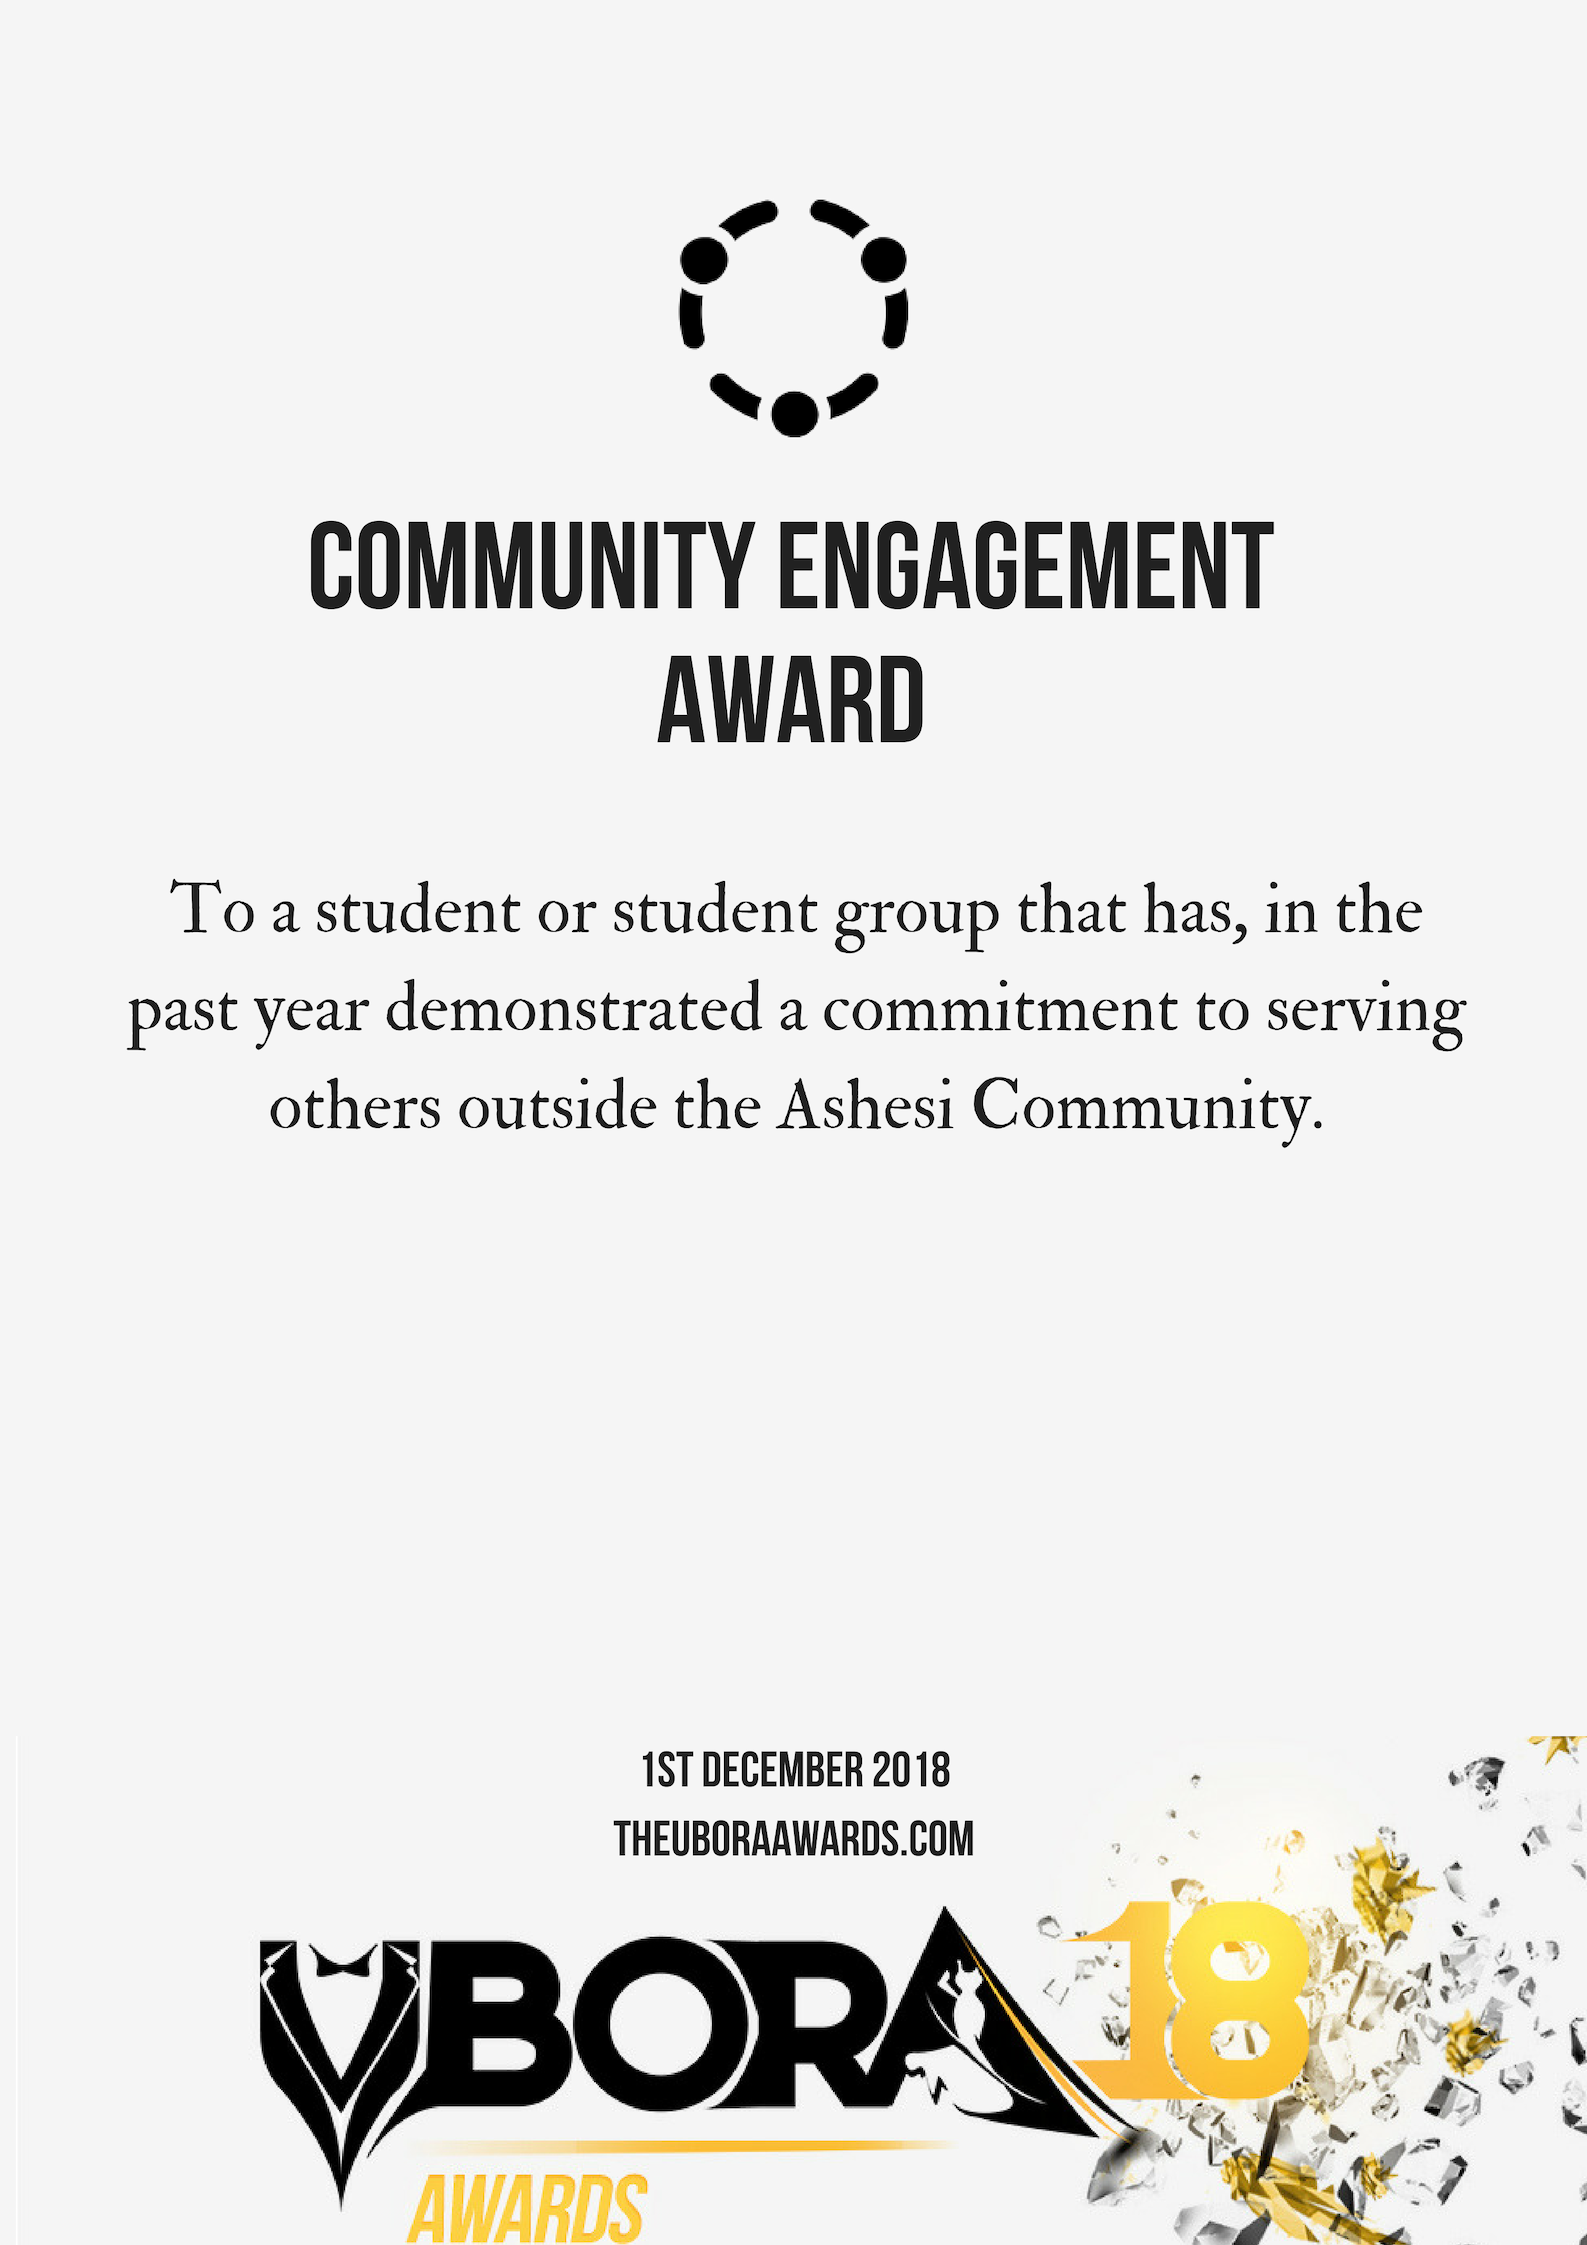 COMMUNITY ENGAGEMENT
AWARD
To a student or student group that has, in the
past year demonstrated a commitment to serving
others outside the Ashesi Community.
1ST DECEMBER 2018
THEUBORAAWARDS.COM
UBORA 18
AWARDS